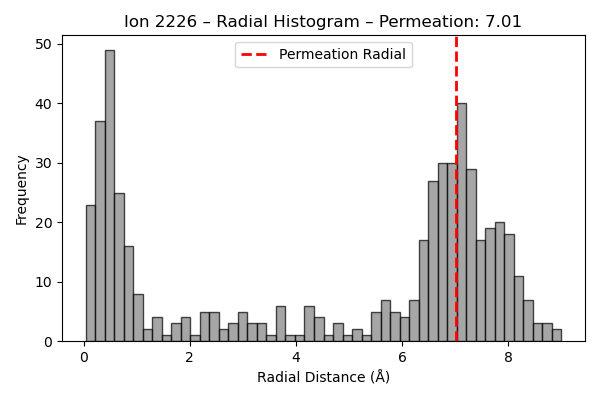 Ion 2226 – Radial Histogram – Permeation: 7.01
Permeation Radial
Frequency
50
40
30
20
10
0
0 2 4 6 8
Radial Distance (Å)